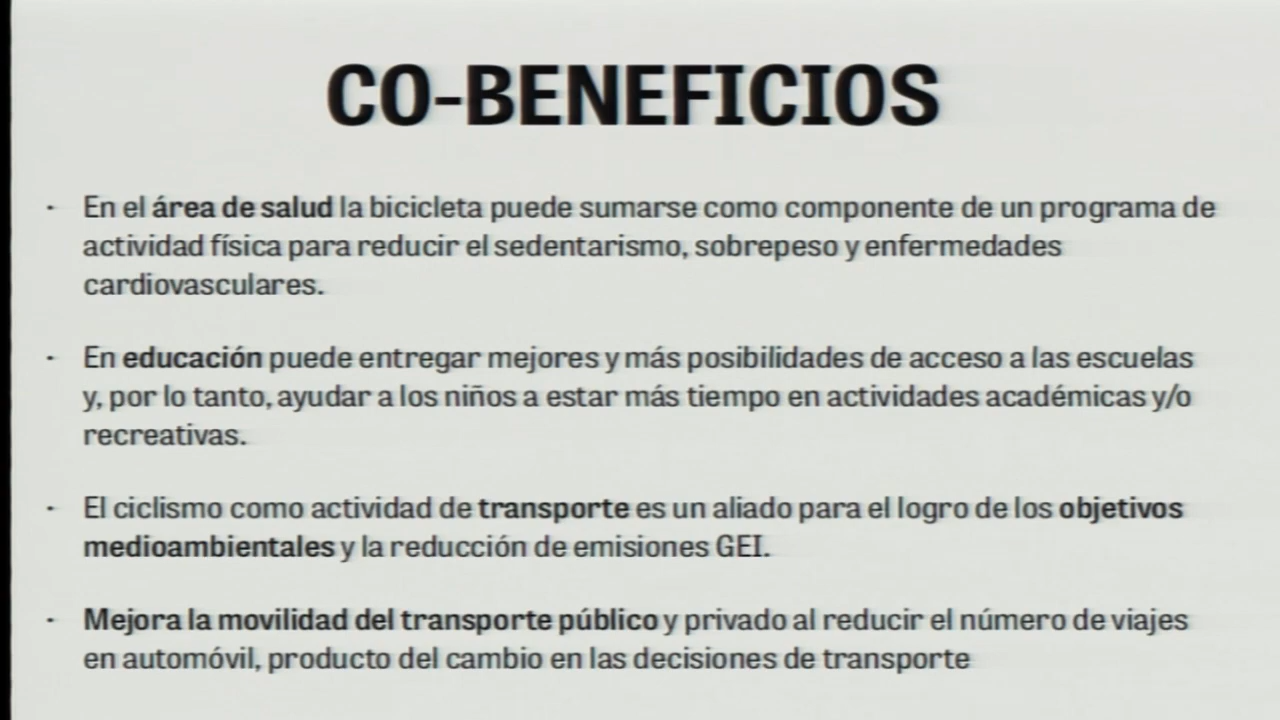 CO-BENEFICIOS
· En el área de salud la bicicleta puede sumarse como componente de un programa de
actividad física para reducir el sedentarismo, sobrepeso y enfermedades
cardiovasculares.
· En educación puede entregar mejores y más posibilidades de acceso a las escuelas
y, por lo tanto, ayudar a los niños a estar más tiempo en actividades académicas y/o
recreativas.
· El ciclismo como actividad de transporte es un aliado para el logro de los objetivos
medioambientales y la reducción de emisiones GEI.
· Mejora la movilidad del transporte público y privado al reducir el número de viajes
en automóvil, producto del cambio en las decisiones de transporte